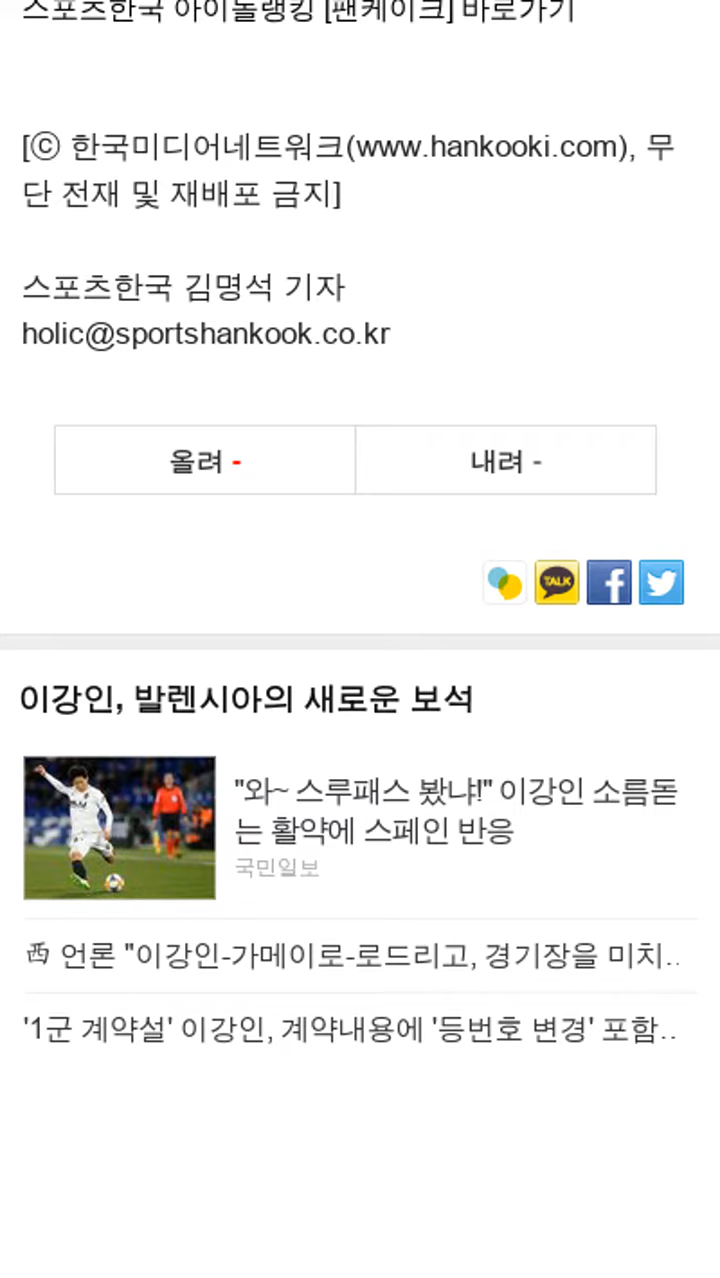 스포츠한국 아이돌랭킹 [팬케이크] 바로가기
[ⓒ 한국미디어네트워크(www.hankooki.com), 무
단 전재 및 재배포 금지]
스포츠한국 김명석 기자
holic@sportshankook.co.kr
올려 -
내려 -
TALK
이강인, 발렌시아의 새로운 보석
"와~ 스루패스 봤냐!" 이강인 소름돋
는 활약에 스페인 반응
국민일보
西 언론 "이강인-가메이로-로드리고, 경기장을 미치..
'1군 계약설' 이강인, 계약내용에 '등번호 변경' 포함..